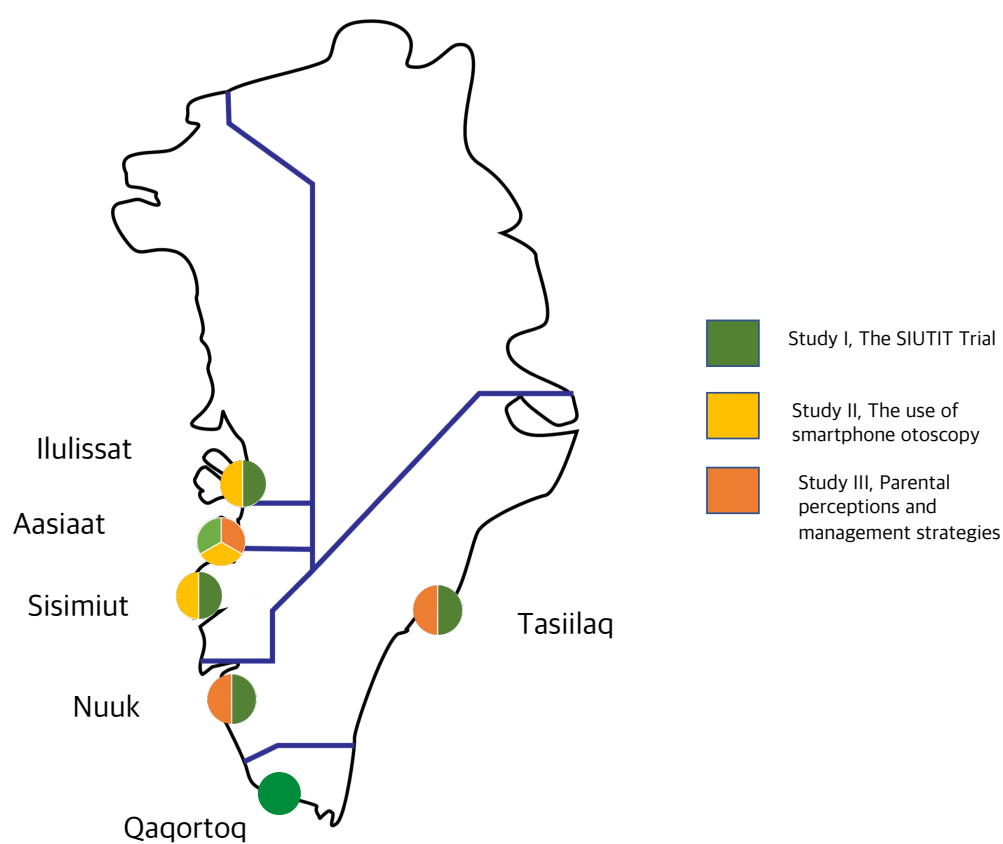 Ilulissat
Aasiaat
Sisimiut
Nuuk
Qaqortoq
Tasiilaq
Study I, The SIUTIT Trial
Study II, The use of
smartphone otoscopy
Study III, Parental
perceptions and
management strategies